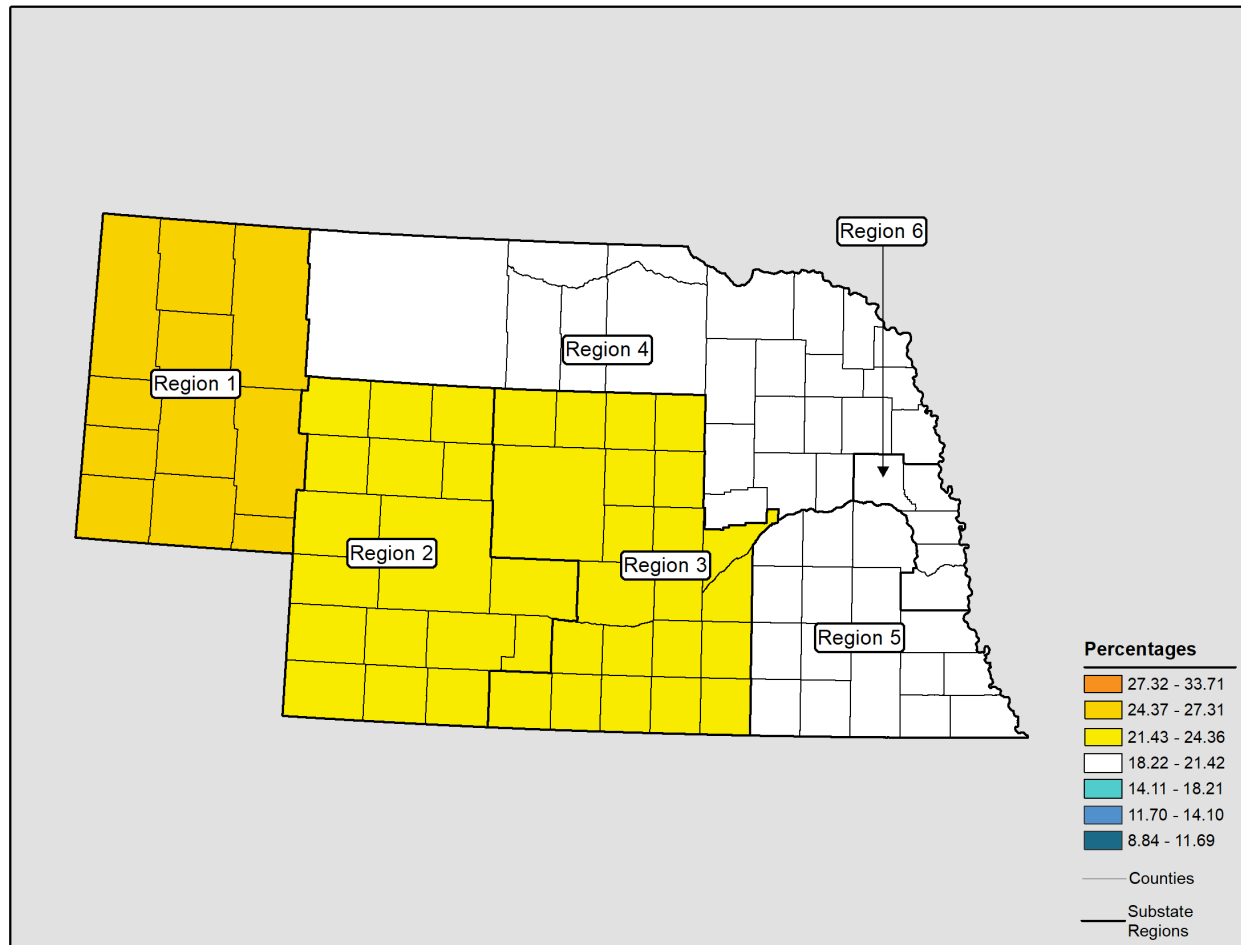 Region 6
Region 4
Region 1
Region 2
Region 3
Region 5
Percentages
27.32 - 33.71
24.37 - 27.31
21.43 - 24.36
18.22 - 21.42
14.11 - 18.21
11.70 - 14.10
8.84 - 11.69
Counties
Substate
Regions